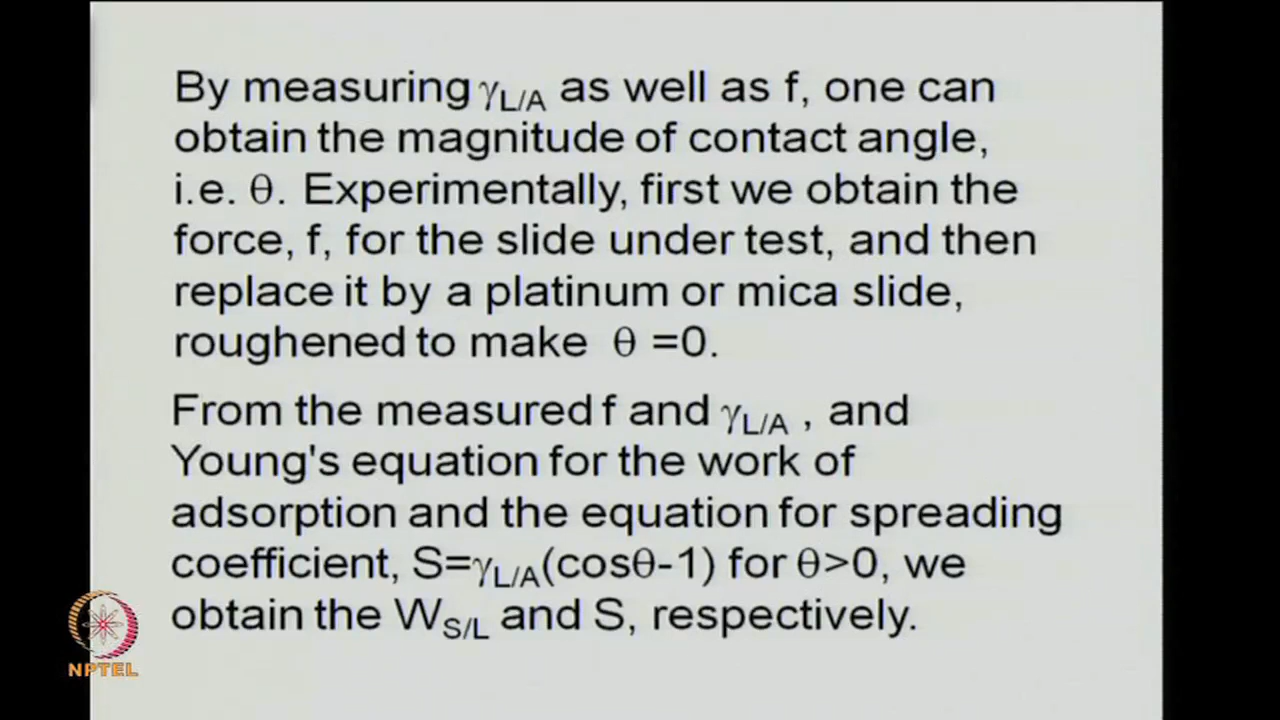 By measuring γL/A as well as f, one can
obtain the magnitude of contact angle,
i.e. θ. Experimentally, first we obtain the
force, f, for the slide under test, and then
replace it by a platinum or mica slide,
roughened to make θ =0.
From the measured f and γL/A , and
Young's equation for the work of
adsorption and the equation for spreading
coefficient, S=γL/A(cosθ-1) for θ>0, we
obtain the WS/L and S, respectively.
NPTEL